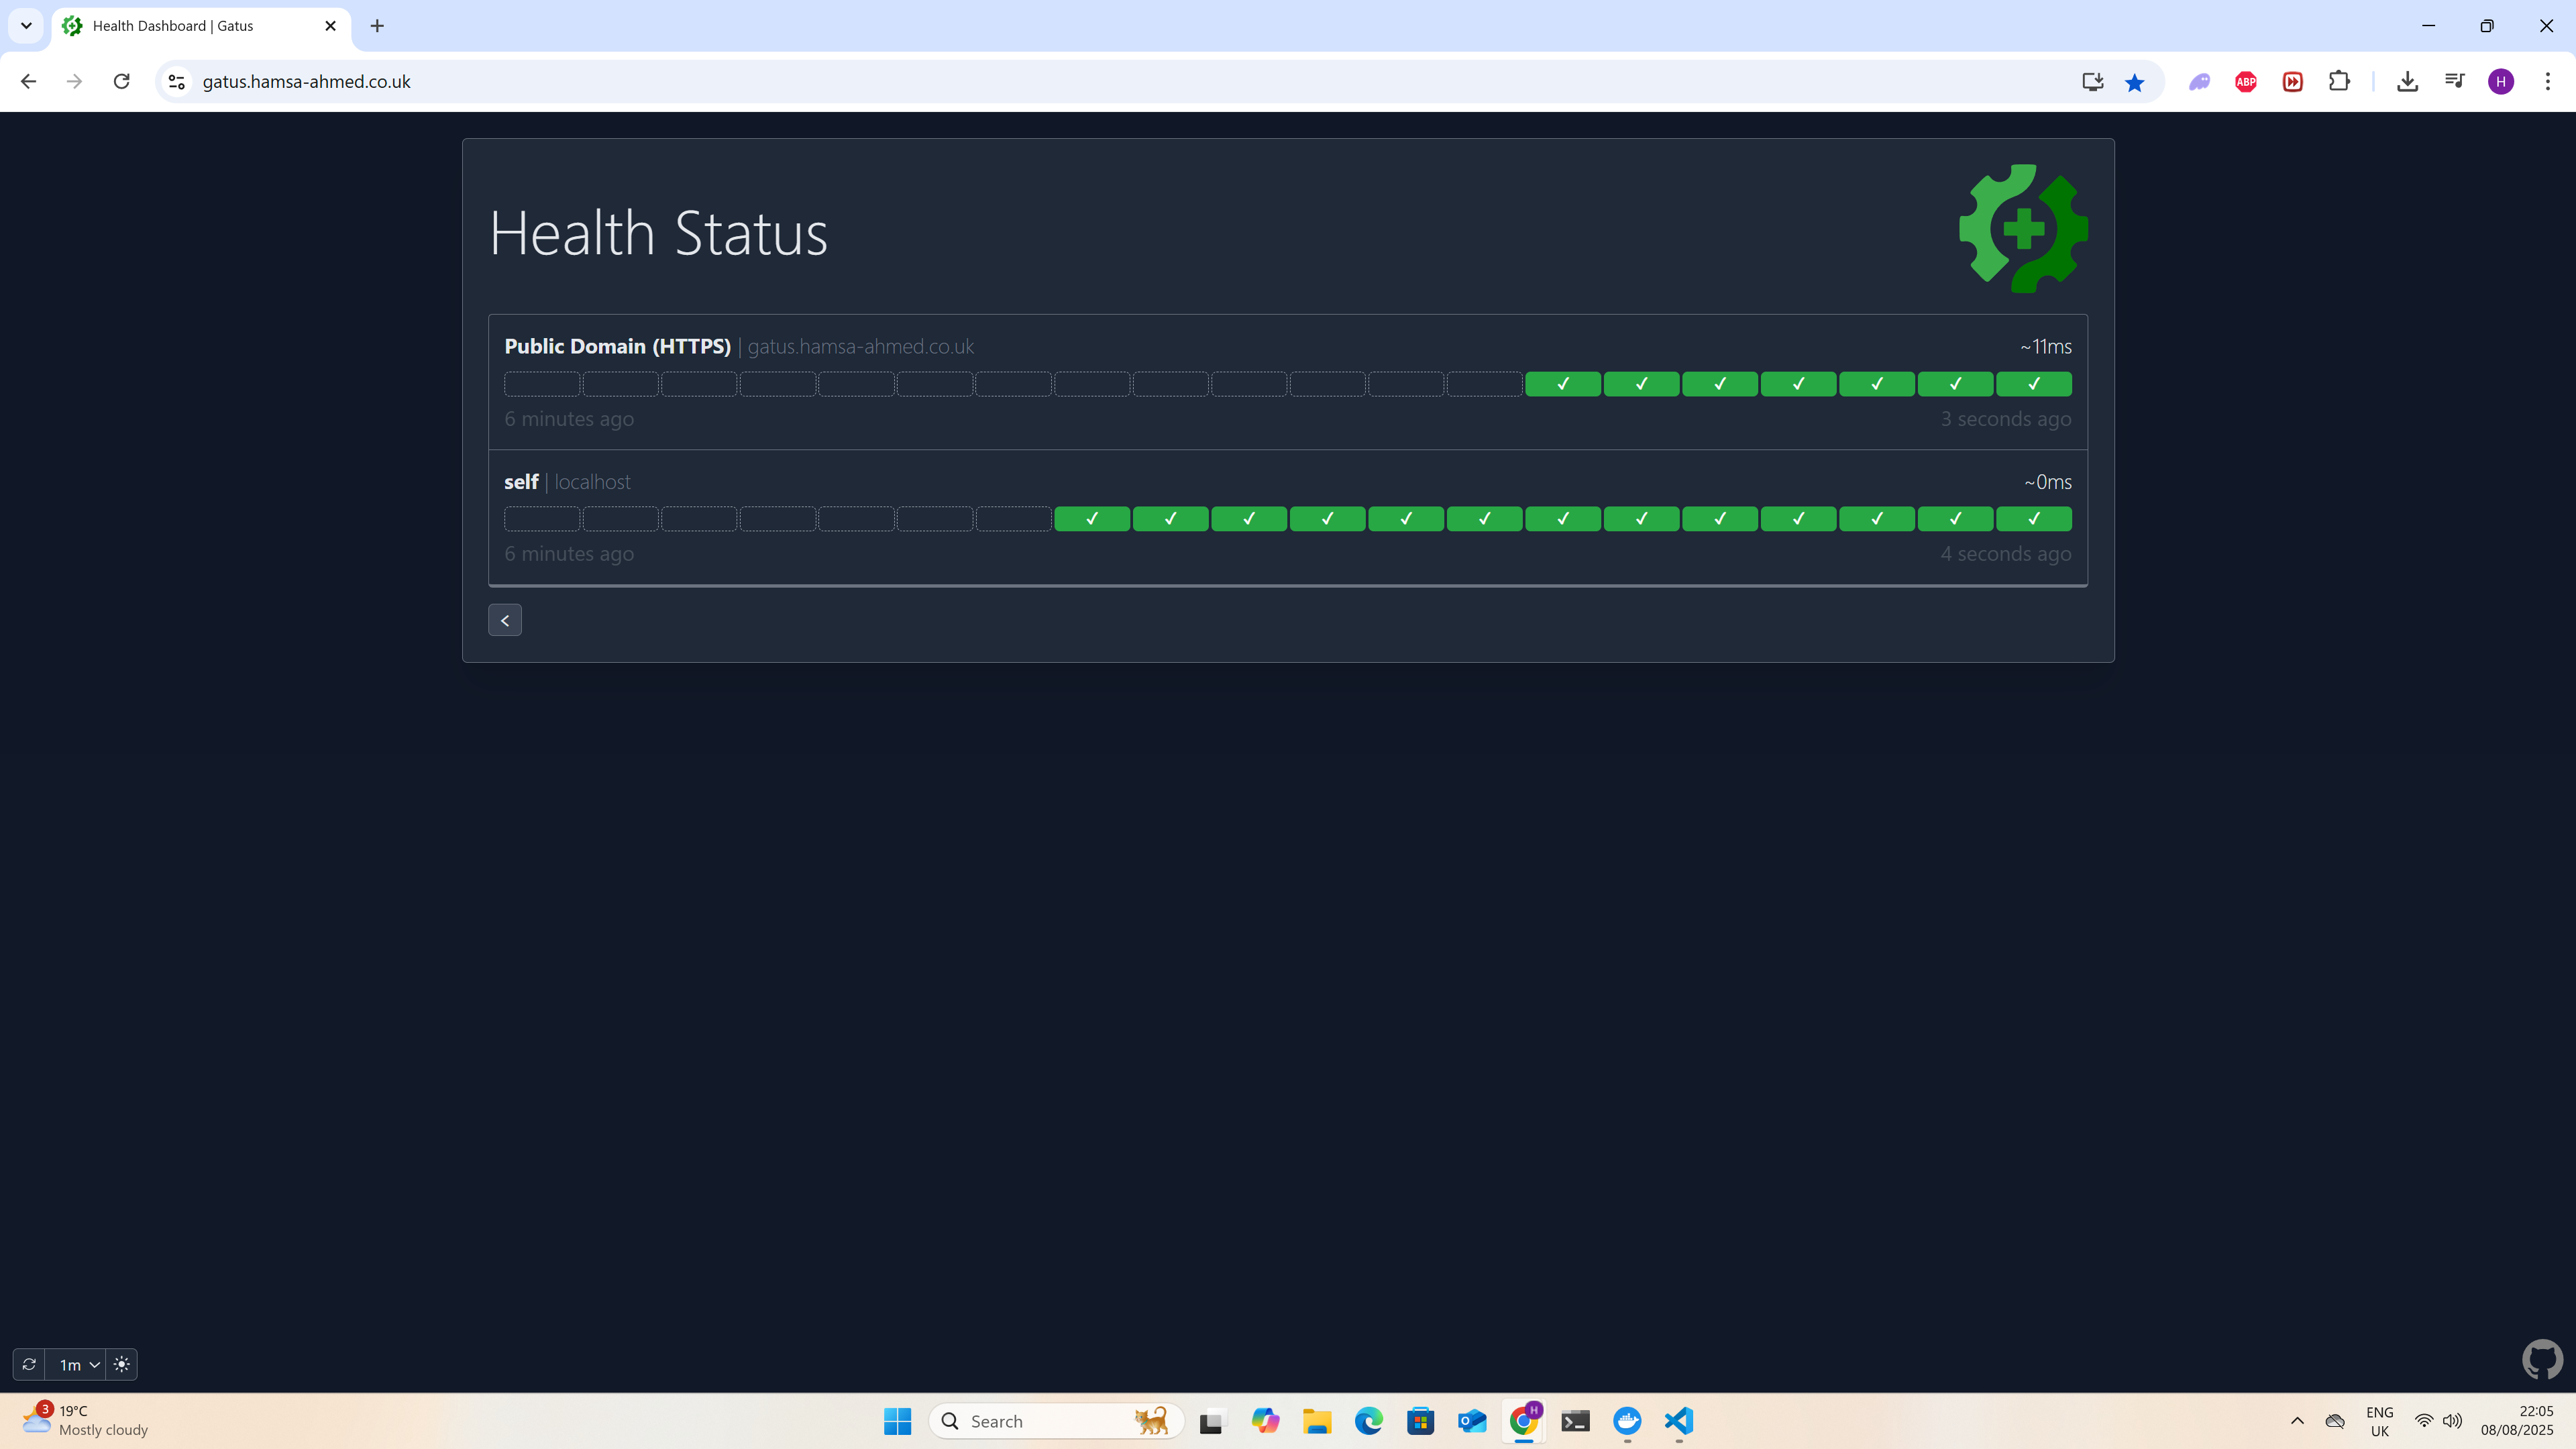 Health Dashboard | Gatus
gatus.hamsa-ahmed.co.uk
ABP
H
Health Status
Public Domain (HTTPS) | gatus.hamsa-ahmed.co.uk
~11ms
✓ ✓ ✓ ✓ ✓ ✓ ✓
6 minutes ago
3 seconds ago
self | localhost
~0ms
✓ ✓ ✓ ✓ ✓ ✓ ✓ ✓ ✓ ✓ ✓ ✓ ✓
6 minutes ago
4 seconds ago
<
1m
3
19°C
Mostly cloudy
Search
H
ENG
UK
22:05
08/08/2025